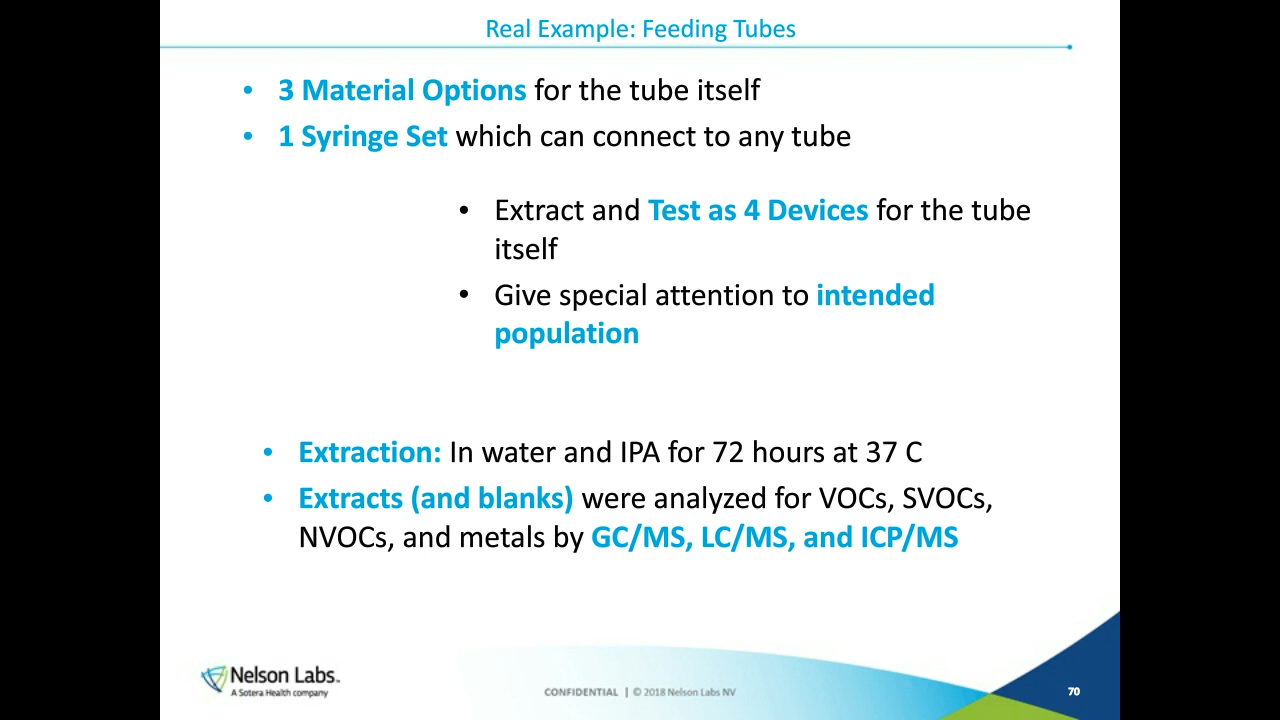 Real Example: Feeding Tubes
• 3 Material Options for the tube itself
• 1 Syringe Set which can connect to any tube
• Extract and Test as 4 Devices for the tube
itself
• Give special attention to intended
population
• Extraction: In water and IPA for 72 hours at 37 C
• Extracts (and blanks) were analyzed for VOCs, SVOCs,
NVOCs, and metals by GC/MS, LC/MS, and ICP/MS
Nelson Labs™
A Sotera Health company
CONFIDENTIAL | © 2018 Nelson Labs NV
70